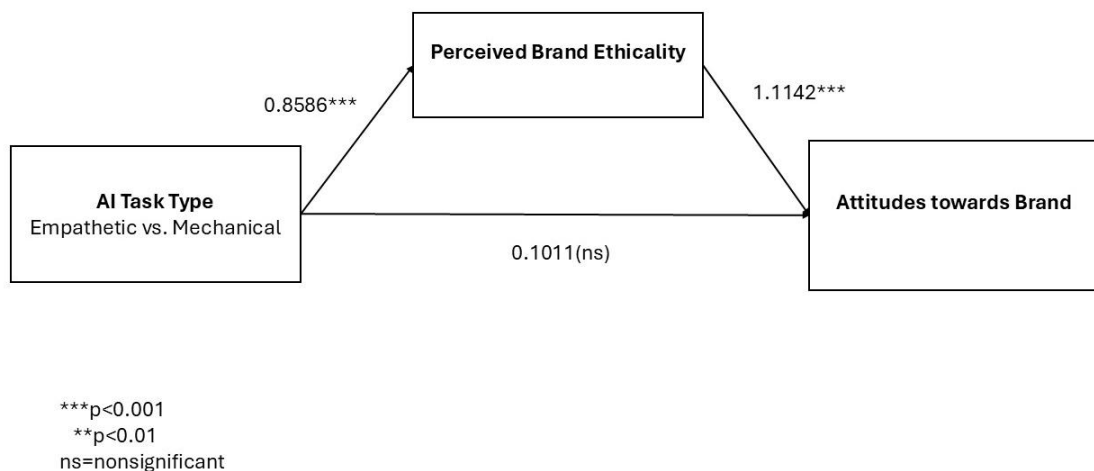 Perceived Brand Ethicality
0.8586***
1.1142***
AI Task Type
Empathetic vs. Mechanical
Attitudes towards Brand
0.1011(ns)
***p<0.001
**p<0.01
ns=nonsignificant